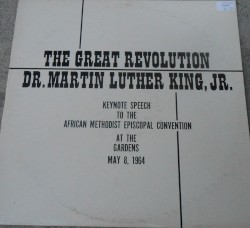 THE GREAT REVOLUTION
DR. MARTIN LUTHER KING, JR.
KEYNOTE SPEECH
TO THE
AFRICAN METHODIST EPISCOPAL CONVENTION
AT THE
GARDENS
MAY 8, 1964